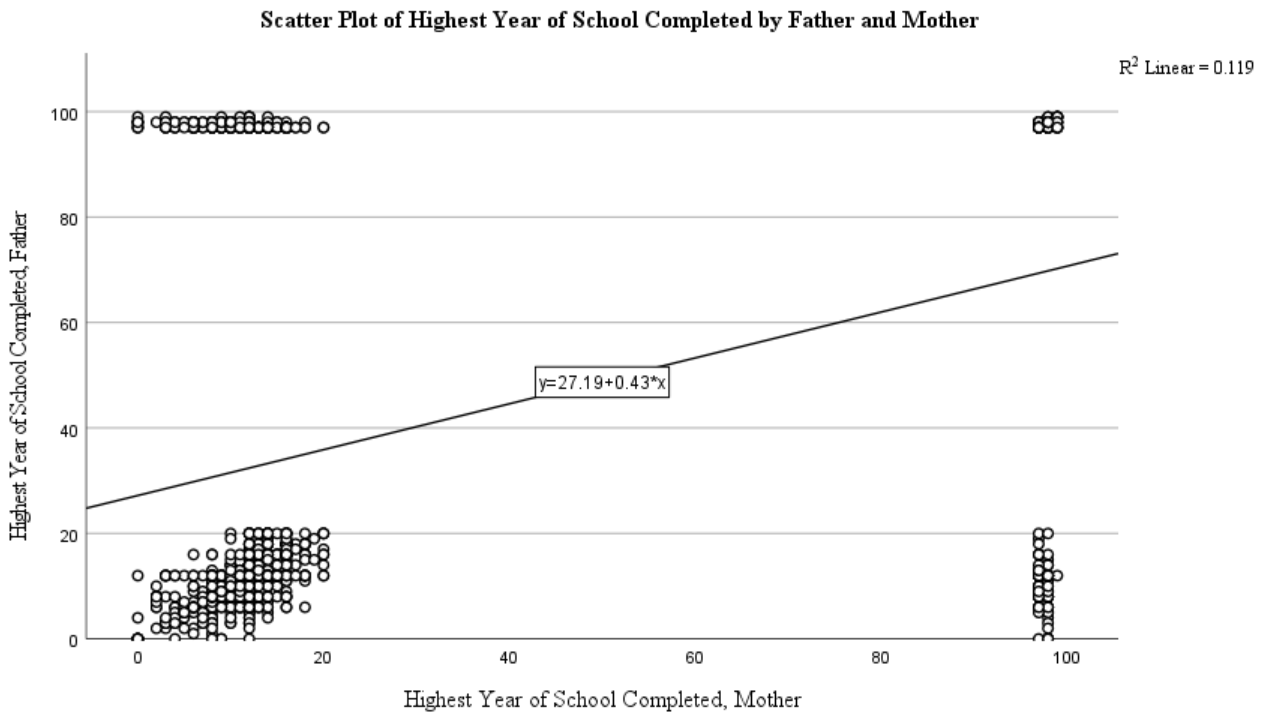 Scatter Plot of Highest Year of School Completed by Father and Mother
R² Linear = 0.119
Highest Year of School Completed, Father
100
80
60
40
20
0
y=27.19+0.43*x
0 20 40 60 80 100
Highest Year of School Completed, Mother